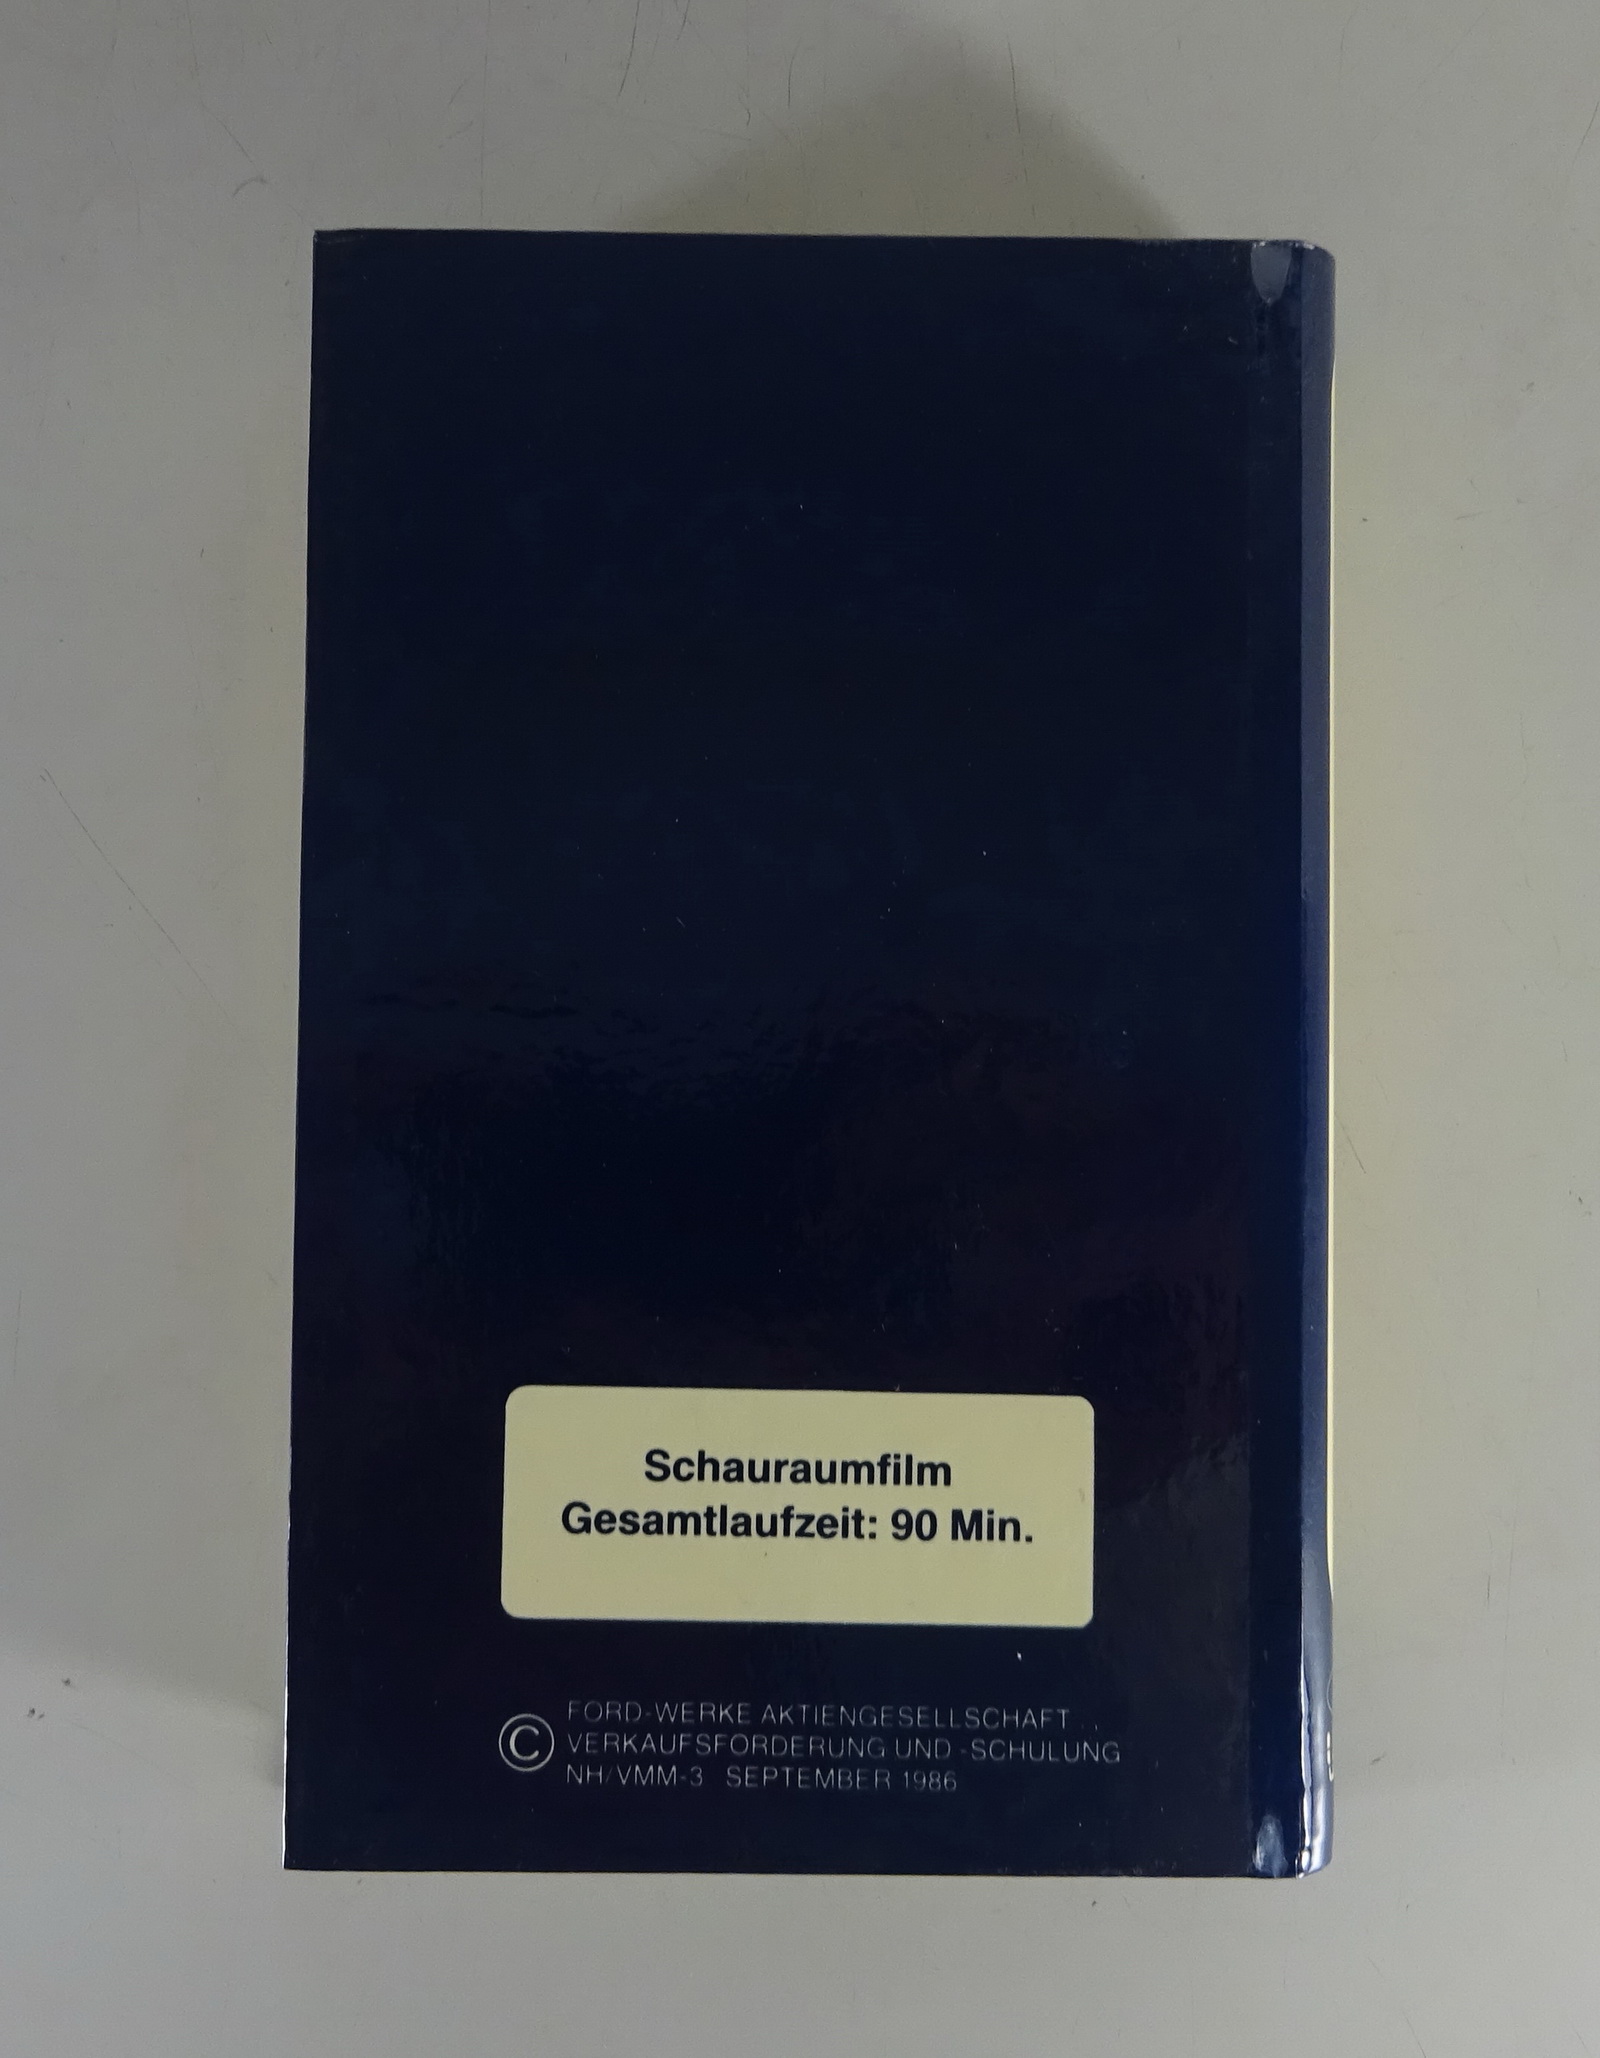 Schauraumfilm
Gesamtlaufzeit: 90 Min.
© FORD-WERKE AKTIENGESELLSCHAFT
VERKAUFSFÖRDERUNG UND -SCHULUNG
NH/VMM-3 SEPTEMBER 1986